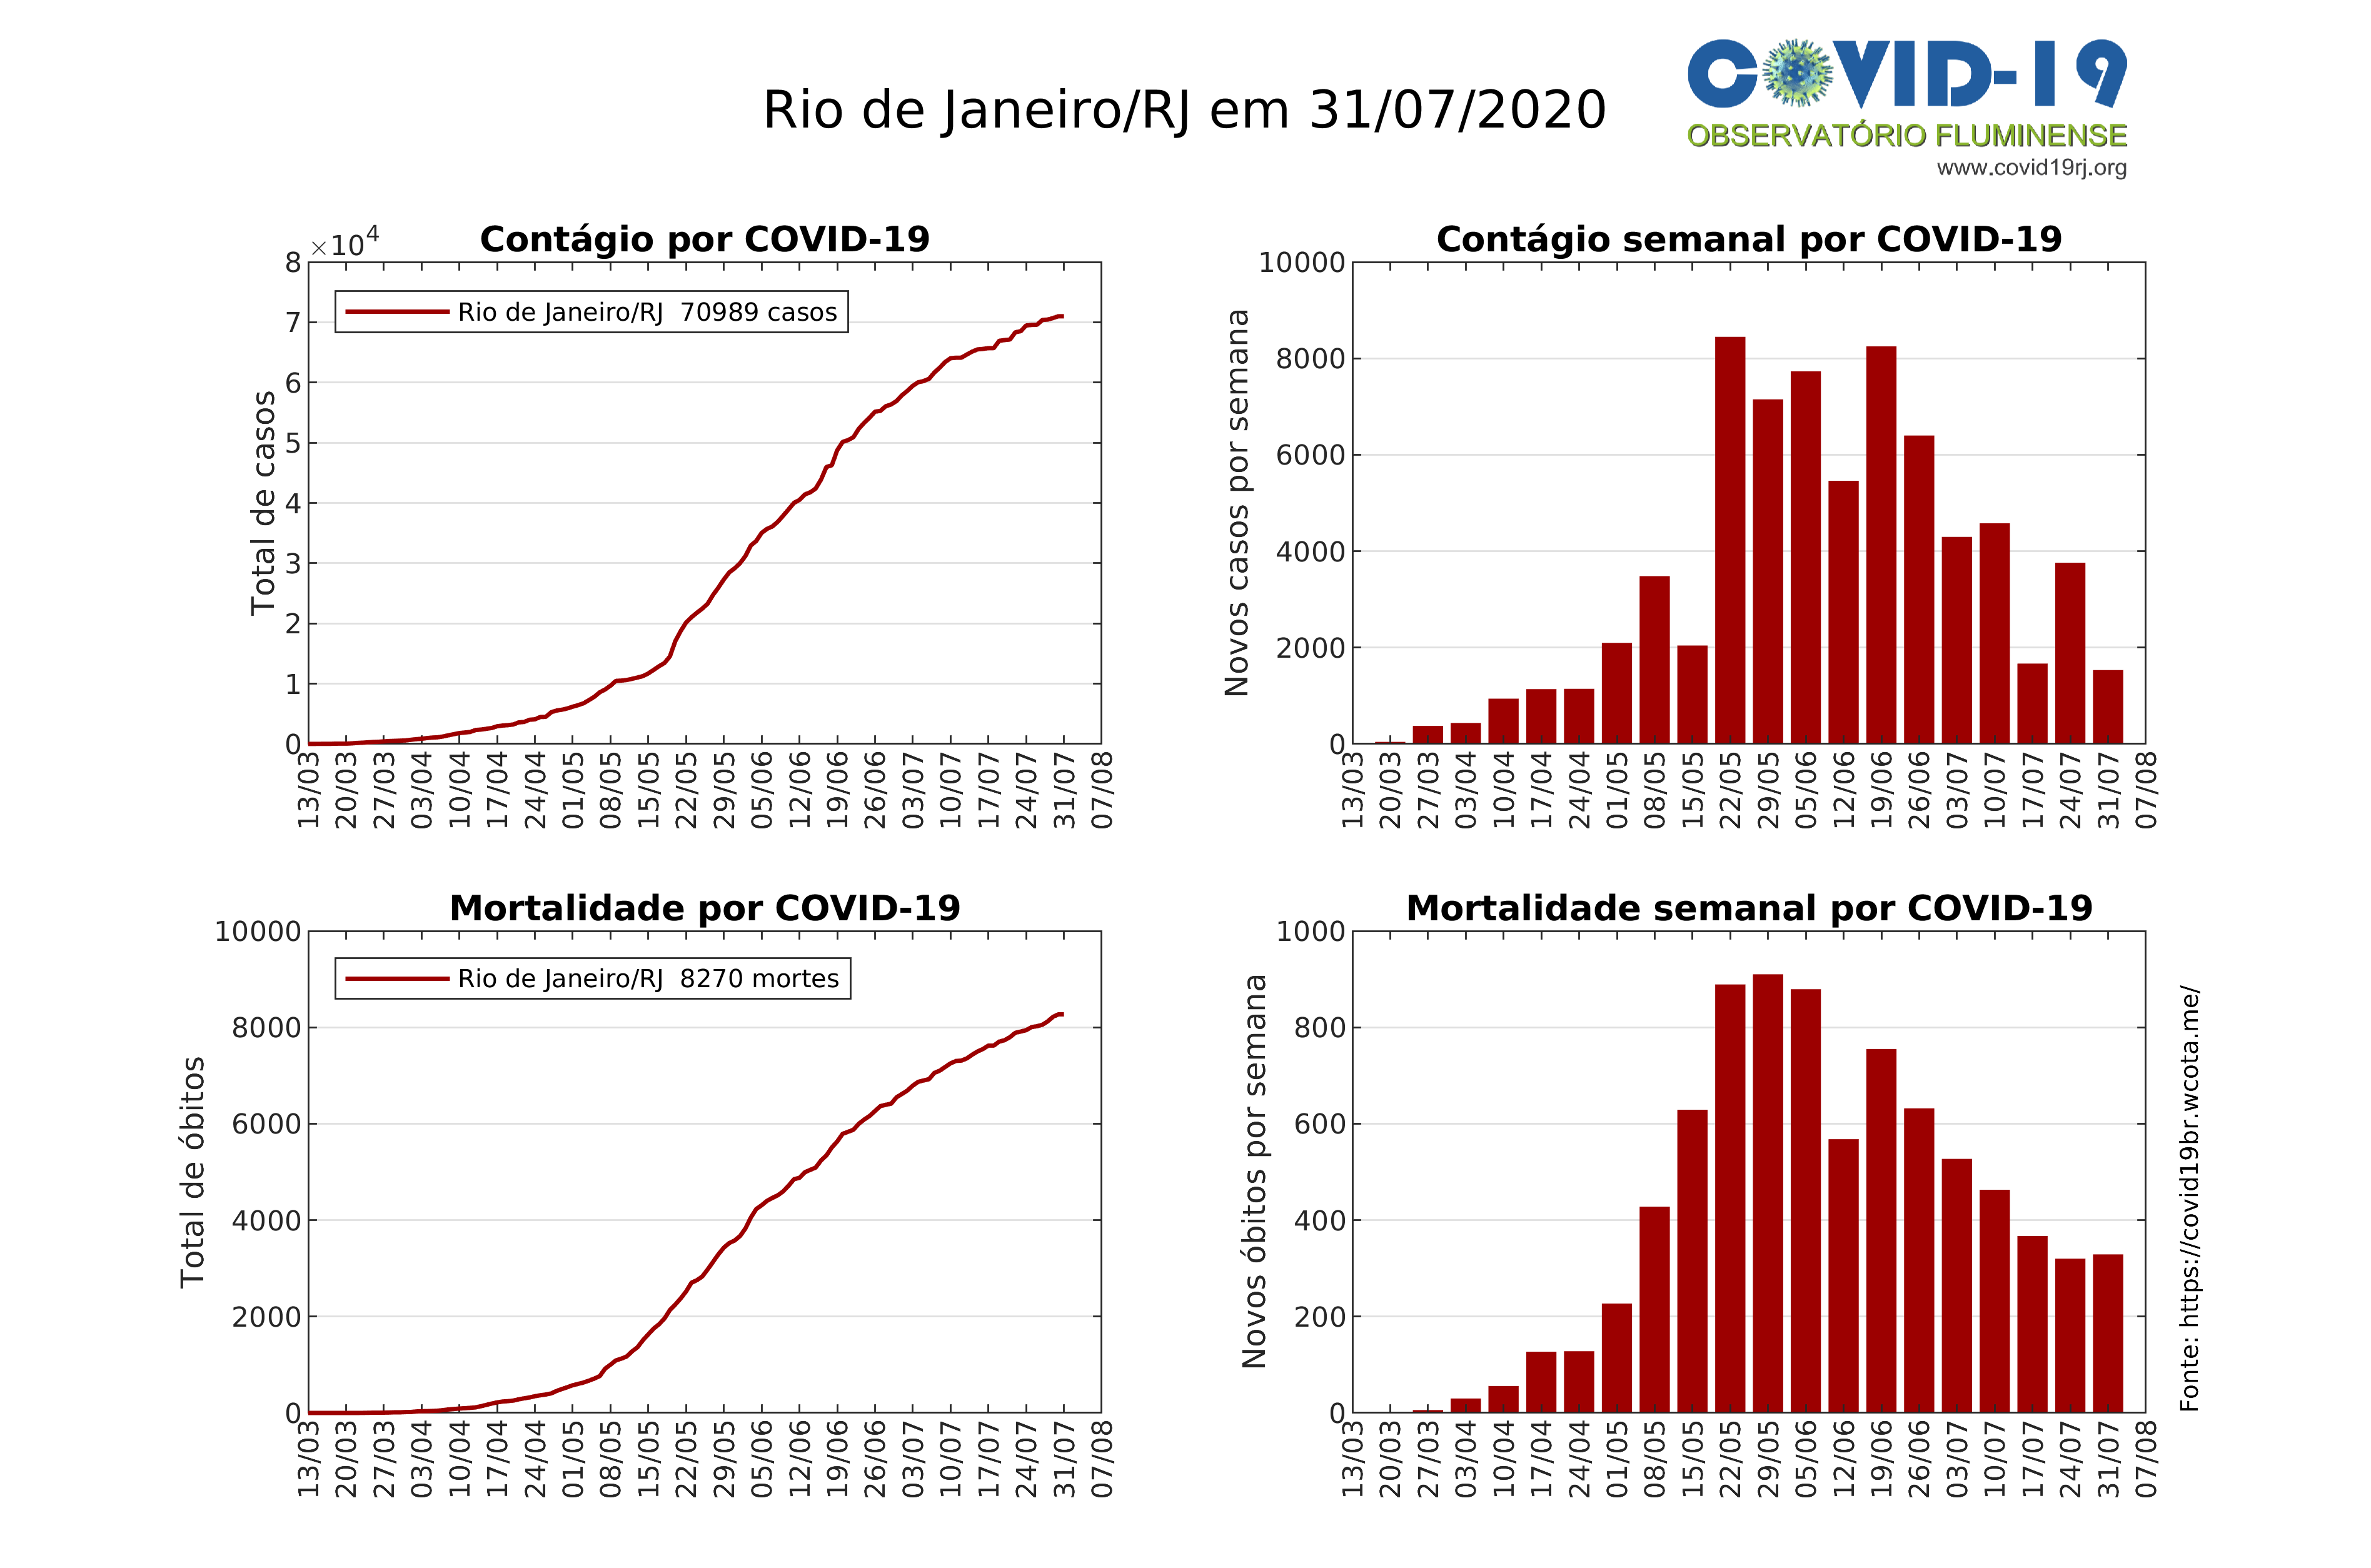 Rio de Janeiro/RJ em 31/07/2020
COVID-19
OBSERVATÓRIO FLUMINENSE
www.covid19rj.org
Contágio por COVID-19
×10⁴
Total de casos
8
7
6
5
4
3
2
1
0
Rio de Janeiro/RJ 70989 casos
13/03 20/03 27/03 03/04 10/04 17/04 24/04 01/05 08/05 15/05 22/05 29/05 05/06 12/06 19/06 26/06 03/07 10/07 17/07 24/07 31/07 07/08
Contágio semanal por COVID-19
Novos casos por semana
10000
8000
6000
4000
2000
0
13/03 20/03 27/03 03/04 10/04 17/04 24/04 01/05 08/05 15/05 22/05 29/05 05/06 12/06 19/06 26/06 03/07 10/07 17/07 24/07 31/07 07/08
Mortalidade por COVID-19
Total de óbitos
10000
8000
6000
4000
2000
0
Rio de Janeiro/RJ 8270 mortes
13/03 20/03 27/03 03/04 10/04 17/04 24/04 01/05 08/05 15/05 22/05 29/05 05/06 12/06 19/06 26/06 03/07 10/07 17/07 24/07 31/07 07/08
Mortalidade semanal por COVID-19
Novos óbitos por semana
1000
800
600
400
200
0
13/03 20/03 27/03 03/04 10/04 17/04 24/04 01/05 08/05 15/05 22/05 29/05 05/06 12/06 19/06 26/06 03/07 10/07 17/07 24/07 31/07 07/08
Fonte: https://covid19br.wcota.me/